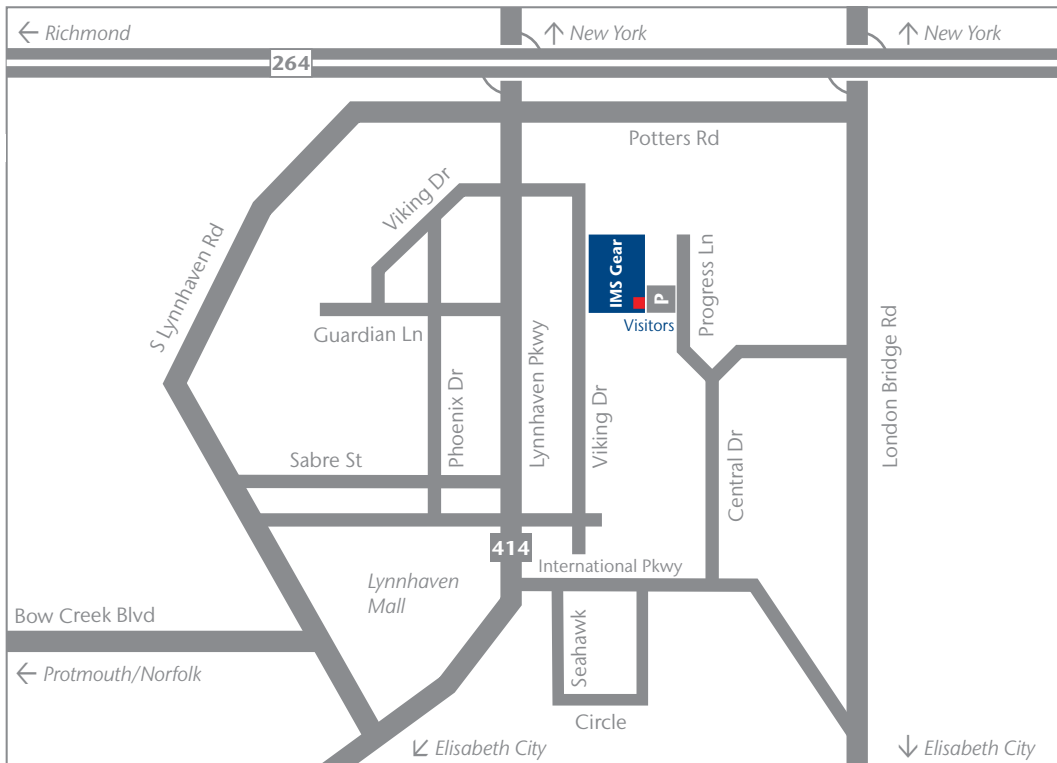 ← Richmond
↑ New York
↑ New York
264
Potters Rd
Viking Dr
S Lynnhaven Rd
IMS Gear
P
Visitors
Progress Ln
Guardian Ln
Phoenix Dr
Lynnhaven Pkwy
Viking Dr
London Bridge Rd
Sabre St
Central Dr
414
International Pkwy
Lynnhaven
Mall
Bow Creek Blvd
Seahawk
Circle
← Protmouth/Norfolk
↙ Elisabeth City
↓ Elisabeth City